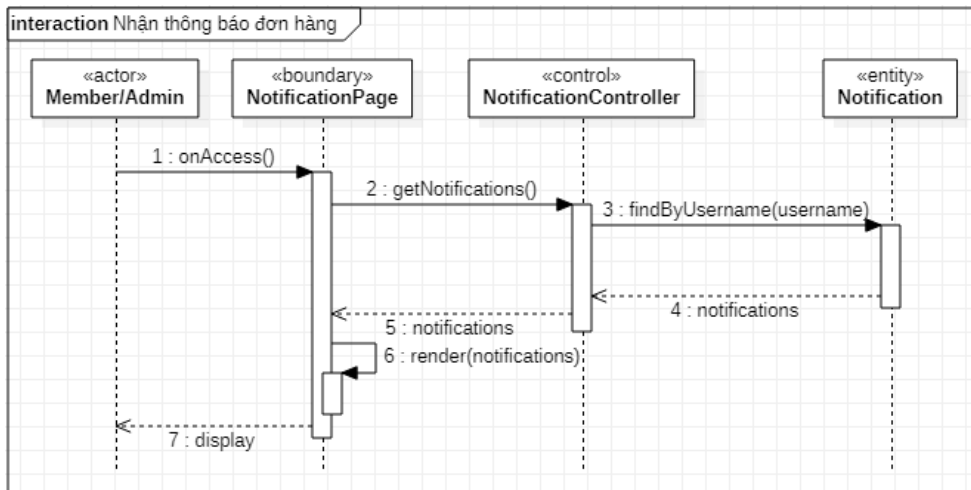 interaction Nhận thông báo đơn hàng
«actor»
Member/Admin
«boundary»
NotificationPage
«control»
NotificationController
«entity»
Notification
1 : onAccess()
2 : getNotifications()
3 : findByUsername(username)
4 : notifications
5 : notifications
6 : render(notifications)
7 : display